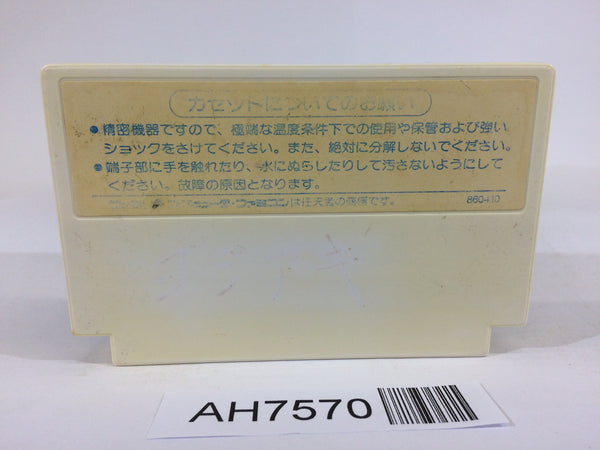 カセットについてのお願い
●精密機器ですので、極端な温度条件下での使用や保管および強い
ショックをさけてください。また、絶対に分解しないでください。
●端子部に手を触れたり、水にぬらしたりして汚さないようにして
ください。故障の原因となります。
ファミコンは任天堂の商標です。
860410
AH7570